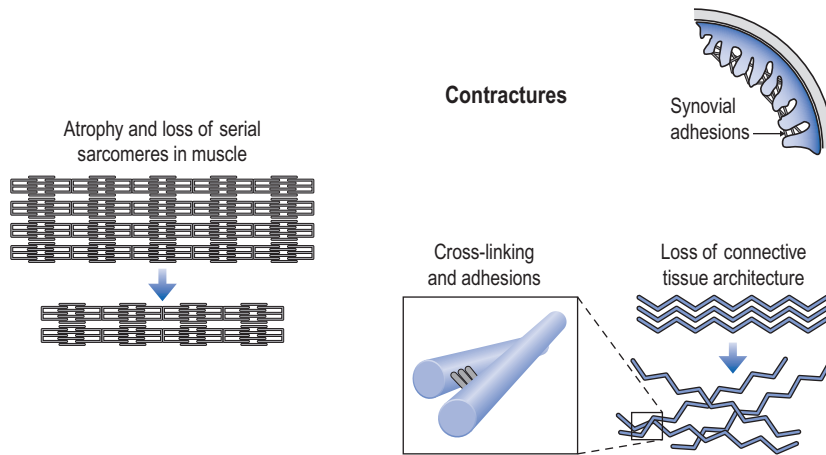 Contractures
Synovial
adhesions
Atrophy and loss of serial
sarcomeres in muscle
Cross-linking
and adhesions
Loss of connective
tissue architecture